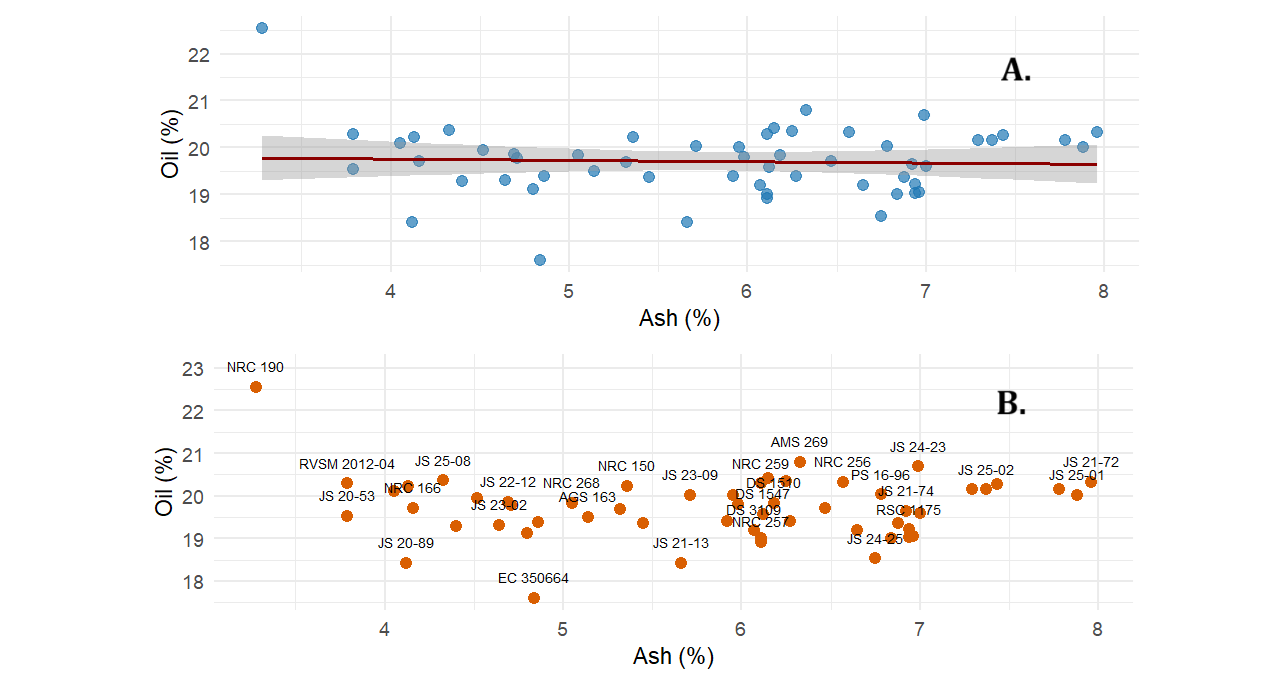 A.
22
21
20
19
18
Oil (%)
4 5 6 7 8
Ash (%)
B.
23
22
21
20
19
18
Oil (%)
NRC 190
AMS 269
JS 24-23
RVSM 2012-04
JS 25-08
NRC 150
NRC 259
NRC 256
JS 25-02
JS 21-72
JS 20-53
NRC 166
JS 22-12
NRC 268
JS 23-09
DS 1510
PS 16-96
JS 25-01
JS 23-02
AGS 163
DS 1547
JS 21-74
DS 3109
RSC 1175
NRC 257
JS 20-89
JS 21-13
JS 24-25
EC 350664
4 5 6 7 8
Ash (%)